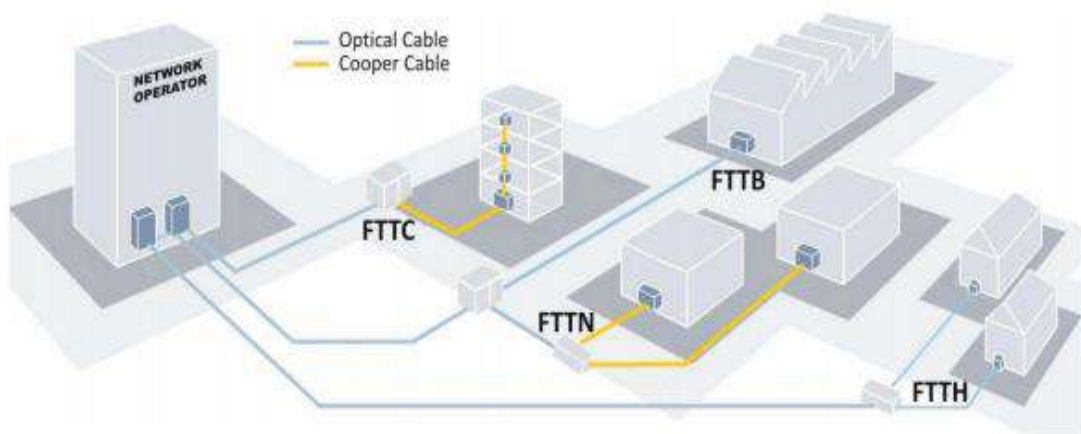 Optical Cable
Cooper Cable
NETWORK
OPERATOR
FTTC
FTTB
FTTN
FTTH